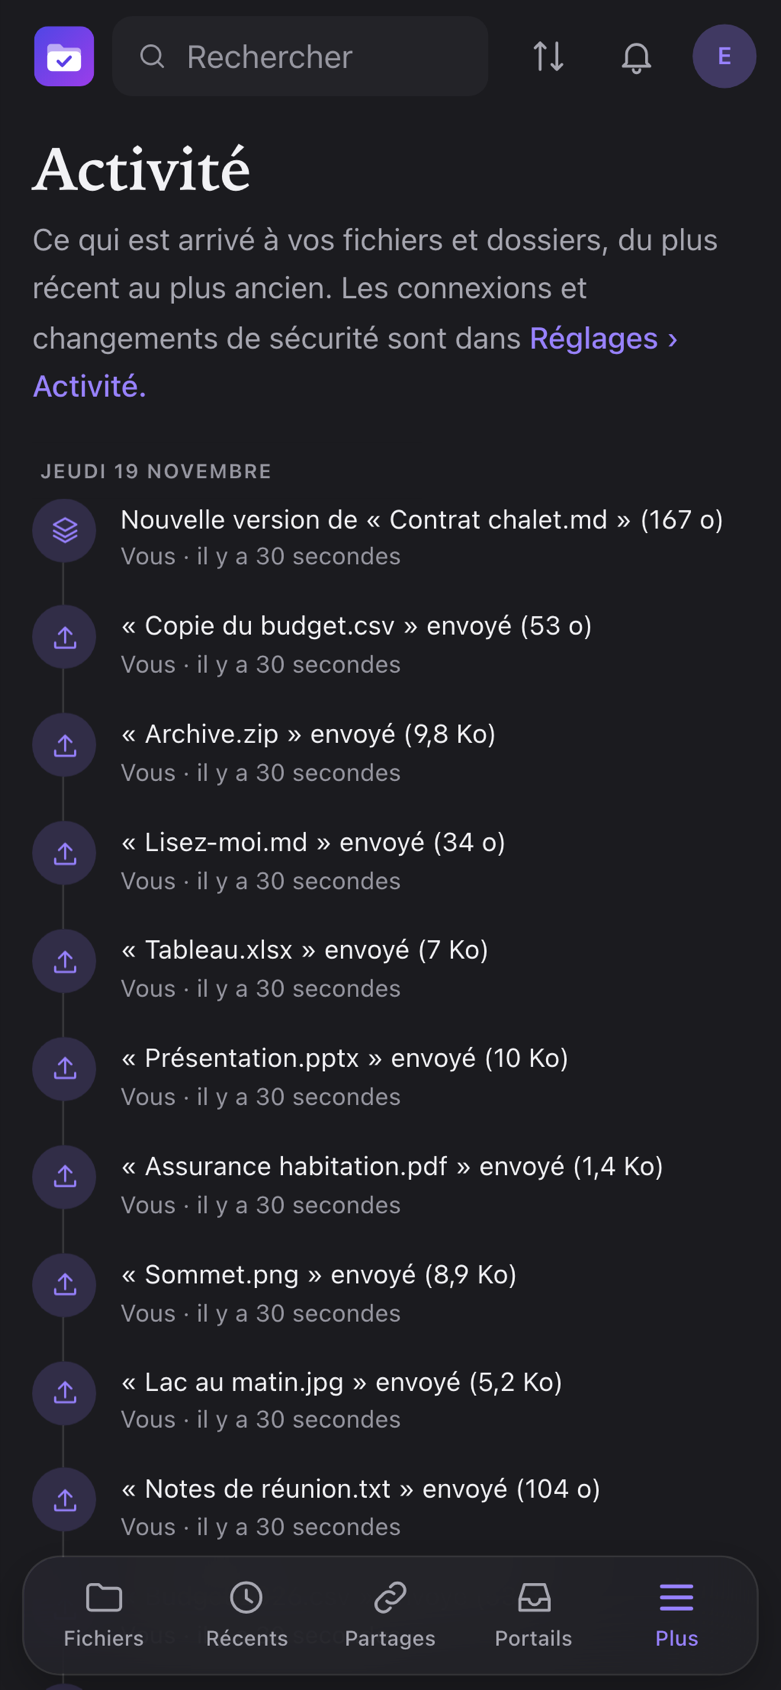 Rechercher
E
Activité
Ce qui est arrivé à vos fichiers et dossiers, du plus
récent au plus ancien. Les connexions et
changements de sécurité sont dans Réglages ›
Activité.
JEUDI 19 NOVEMBRE
Nouvelle version de « Contrat chalet.md » (167 o)
Vous · il y a 30 secondes
« Copie du budget.csv » envoyé (53 o)
Vous · il y a 30 secondes
« Archive.zip » envoyé (9,8 Ko)
Vous · il y a 30 secondes
« Lisez-moi.md » envoyé (34 o)
Vous · il y a 30 secondes
« Tableau.xlsx » envoyé (7 Ko)
Vous · il y a 30 secondes
« Présentation.pptx » envoyé (10 Ko)
Vous · il y a 30 secondes
« Assurance habitation.pdf » envoyé (1,4 Ko)
Vous · il y a 30 secondes
« Sommet.png » envoyé (8,9 Ko)
Vous · il y a 30 secondes
« Lac au matin.jpg » envoyé (5,2 Ko)
Vous · il y a 30 secondes
« Notes de réunion.txt » envoyé (104 o)
Vous · il y a 30 secondes
Fichiers
Récents
Partages
Portails
Plus